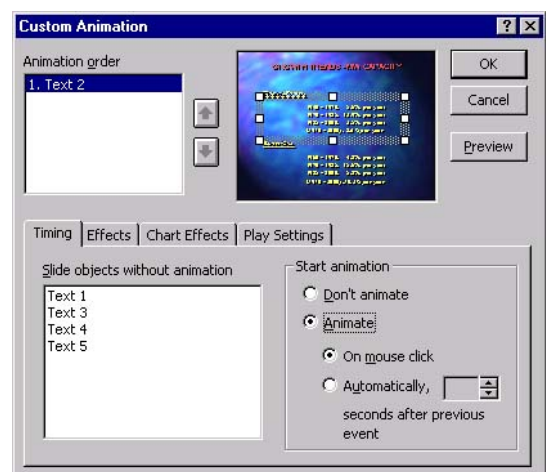 Custom Animation
Animation order
1. Text 2
OK
Cancel
Preview
Timing
Effects
Chart Effects
Play Settings
Slide objects without animation
Text 1
Text 3
Text 4
Text 5
Start animation
Don't animate
Animate
On mouse click
Automatically,
seconds after previous
event